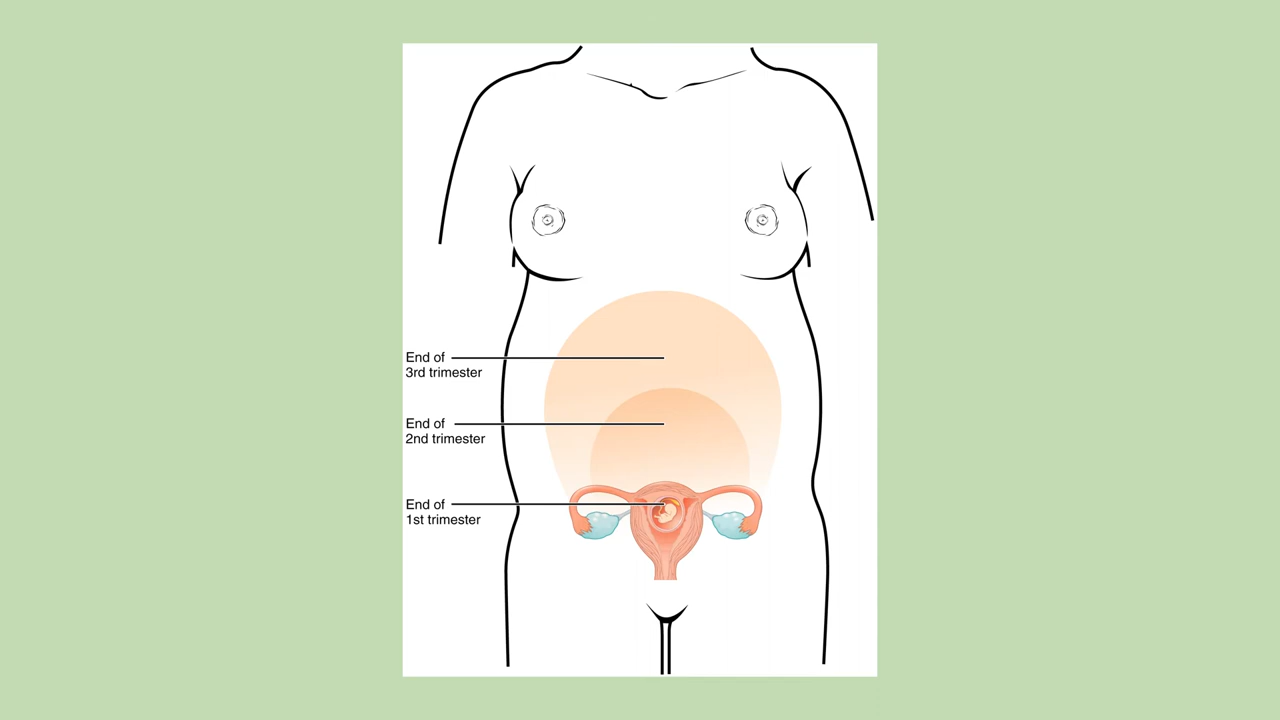 End of
3rd trimester
End of
2nd trimester
End of
1st trimester